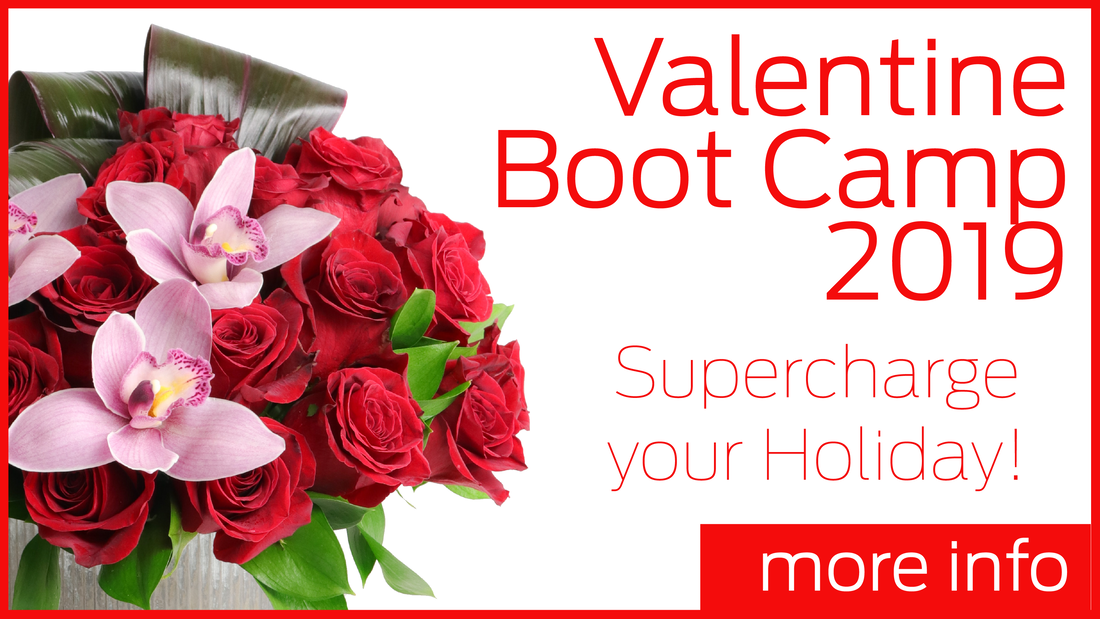 Valentine
Boot Camp
2019
Supercharge
your Holiday!
more info